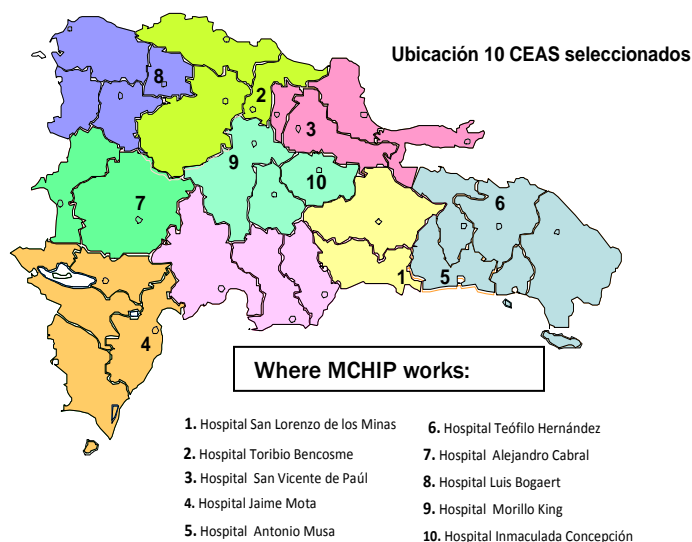 Ubicación 10 CEAS seleccionados
8
2
3
9
10
7
6
1
5
4
Where MCHIP works:
1. Hospital San Lorenzo de los Minas
2. Hospital Toribio Bencosme
3. Hospital San Vicente de Paúl
4. Hospital Jaime Mota
5. Hospital Antonio Musa
6. Hospital Teófilo Hernández
7. Hospital Alejandro Cabral
8. Hospital Luis Bogaert
9. Hospital Morillo King
10. Hospital Inmaculada Concepción